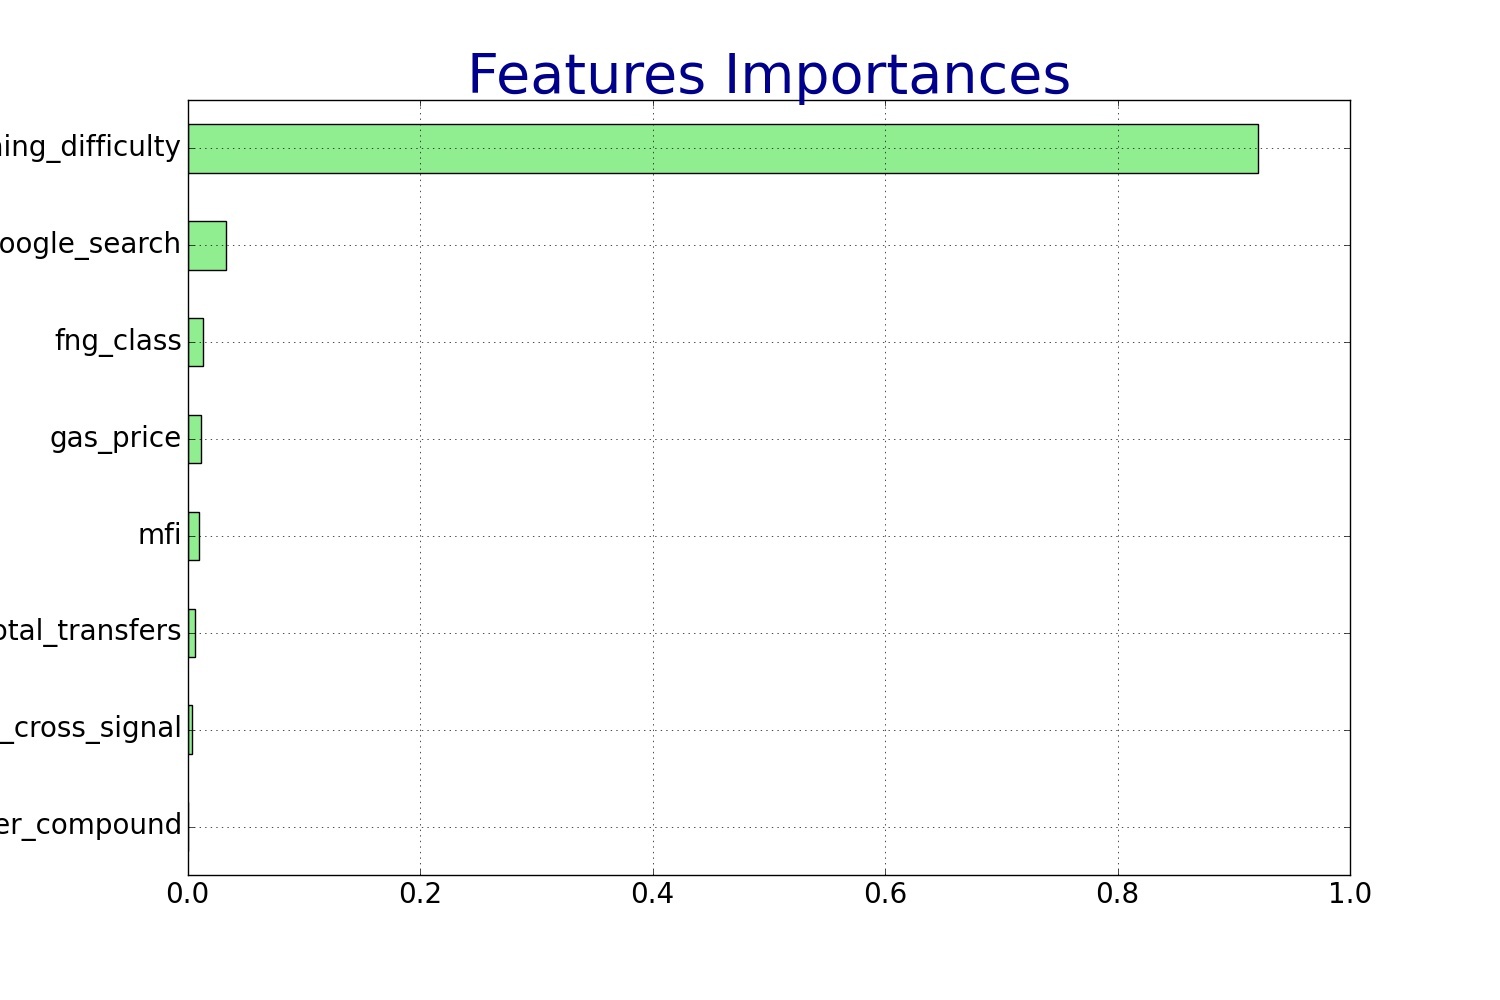 Features Importances
ing_difficulty
oogle_search
fng_class
gas_price
mfi
otal_transfers
_cross_signal
er_compound
0.0 0.2 0.4 0.6 0.8 1.0